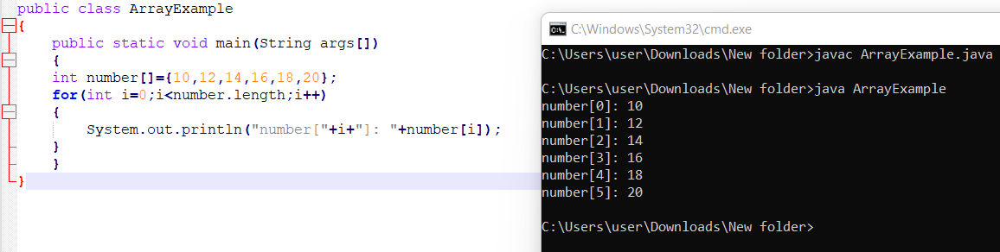 public class ArrayExample
{
public static void main(String args[])
{
int number[]={10,12,14,16,18,20};
for(int i=0;i<number.length;i++)
{
System.out.println("number["+i+"]: "+number[i]);
}
}
}
C:\Windows\System32\cmd.exe
C:\Users\user\Downloads\New folder>javac ArrayExample.java
C:\Users\user\Downloads\New folder>java ArrayExample
number[0]: 10
number[1]: 12
number[2]: 14
number[3]: 16
number[4]: 18
number[5]: 20
C:\Users\user\Downloads\New folder>